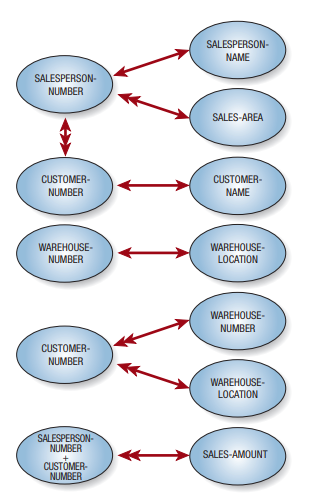 SALESPERSON-
NAME
SALESPERSON-
NUMBER
SALES-AREA
CUSTOMER-
NUMBER
CUSTOMER-
NAME
WAREHOUSE-
NUMBER
WAREHOUSE-
LOCATION
WAREHOUSE-
NUMBER
CUSTOMER-
NUMBER
WAREHOUSE-
LOCATION
SALESPERSON-
NUMBER
+
CUSTOMER-
NUMBER
SALES-AMOUNT